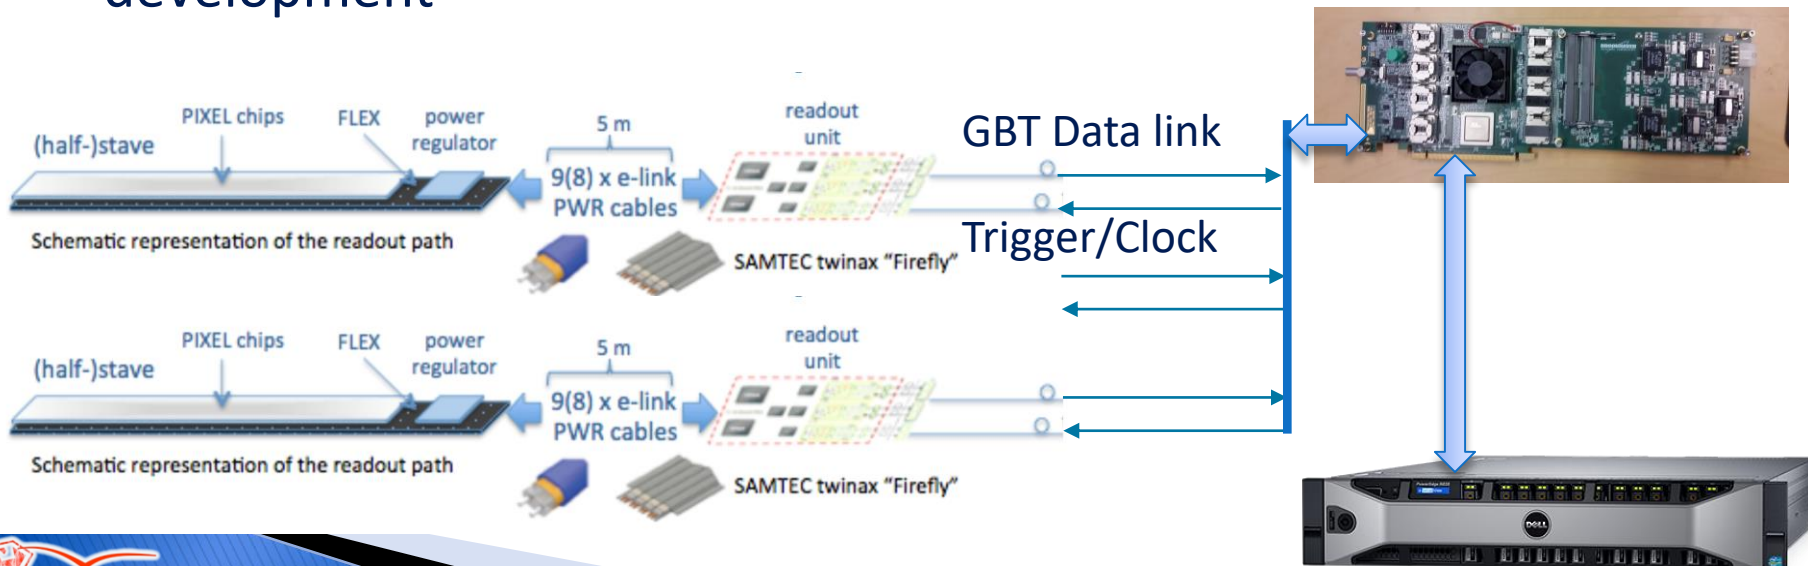 development
PIXEL chips
FLEX
power
regulator
(half-)stave
5 m
9(8) x e-link
PWR cables
readout
unit
GBT Data link
Trigger/Clock
Schematic representation of the readout path
SAMTEC twinax “Firefly”
PIXEL chips
FLEX
power
regulator
(half-)stave
5 m
9(8) x e-link
PWR cables
readout
unit
Schematic representation of the readout path
SAMTEC twinax “Firefly”
DELL